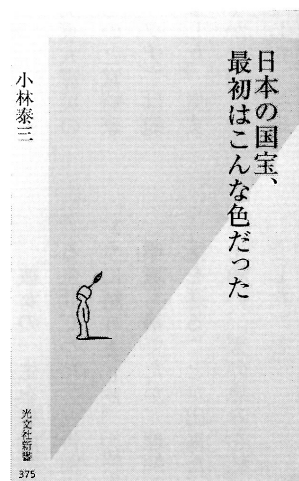 日本の国宝、
最初はこんな色だった
小林泰三
光文社新書
375